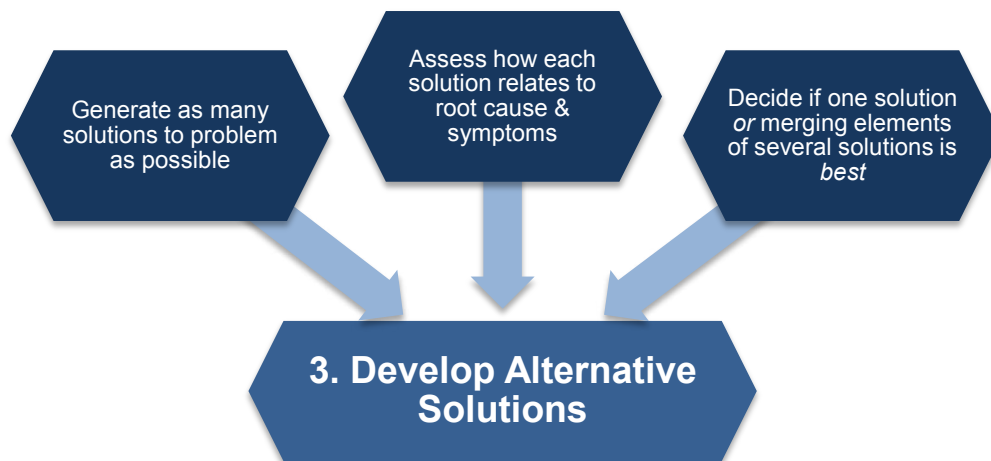 Generate as many
solutions to problem
as possible
Assess how each
solution relates to
root cause &
symptoms
Decide if one solution
or merging elements
of several solutions is
best
3. Develop Alternative
Solutions